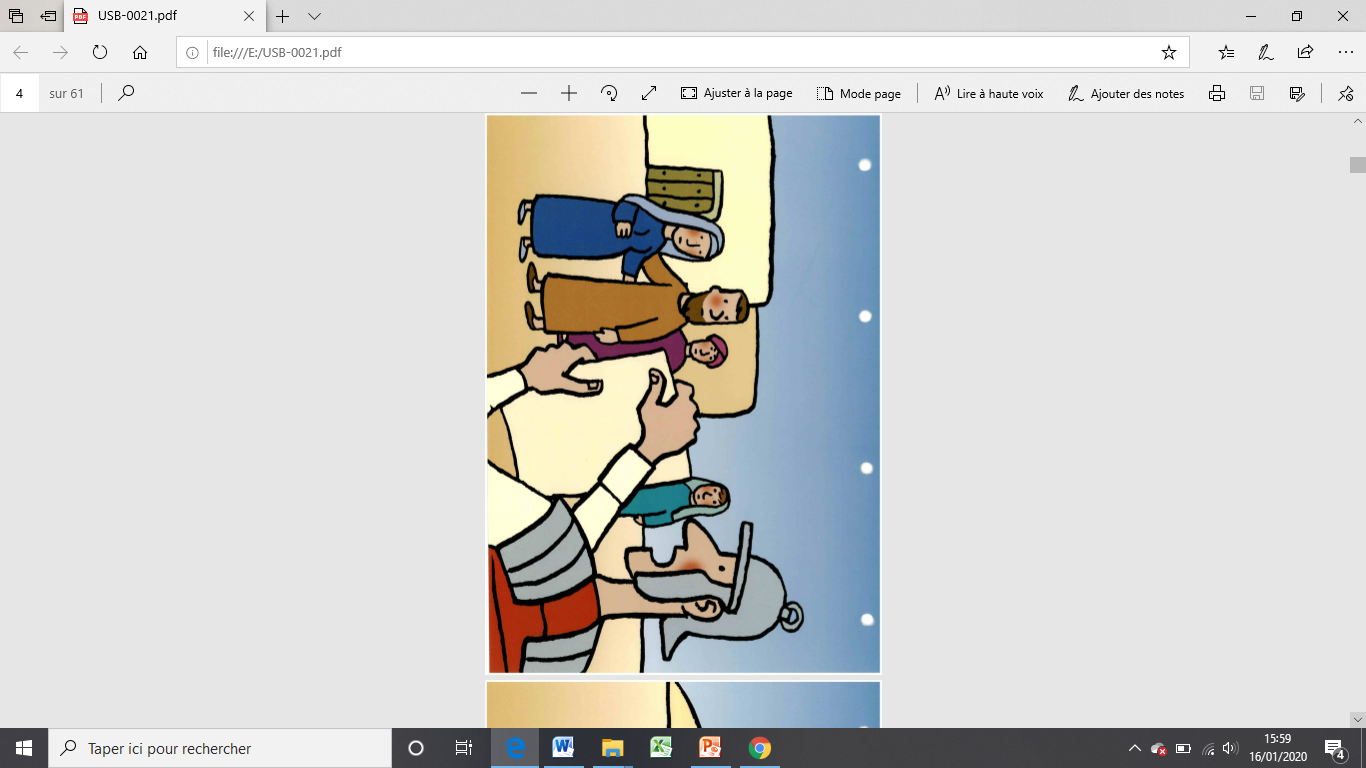 USB-0021.pdf
file:///E:/USB-0021.pdf
4 sur 61 Ajuster à la page Mode page Lire à haute voix Ajouter des notes
Taper ici pour rechercher
15:59
16/01/2020
4